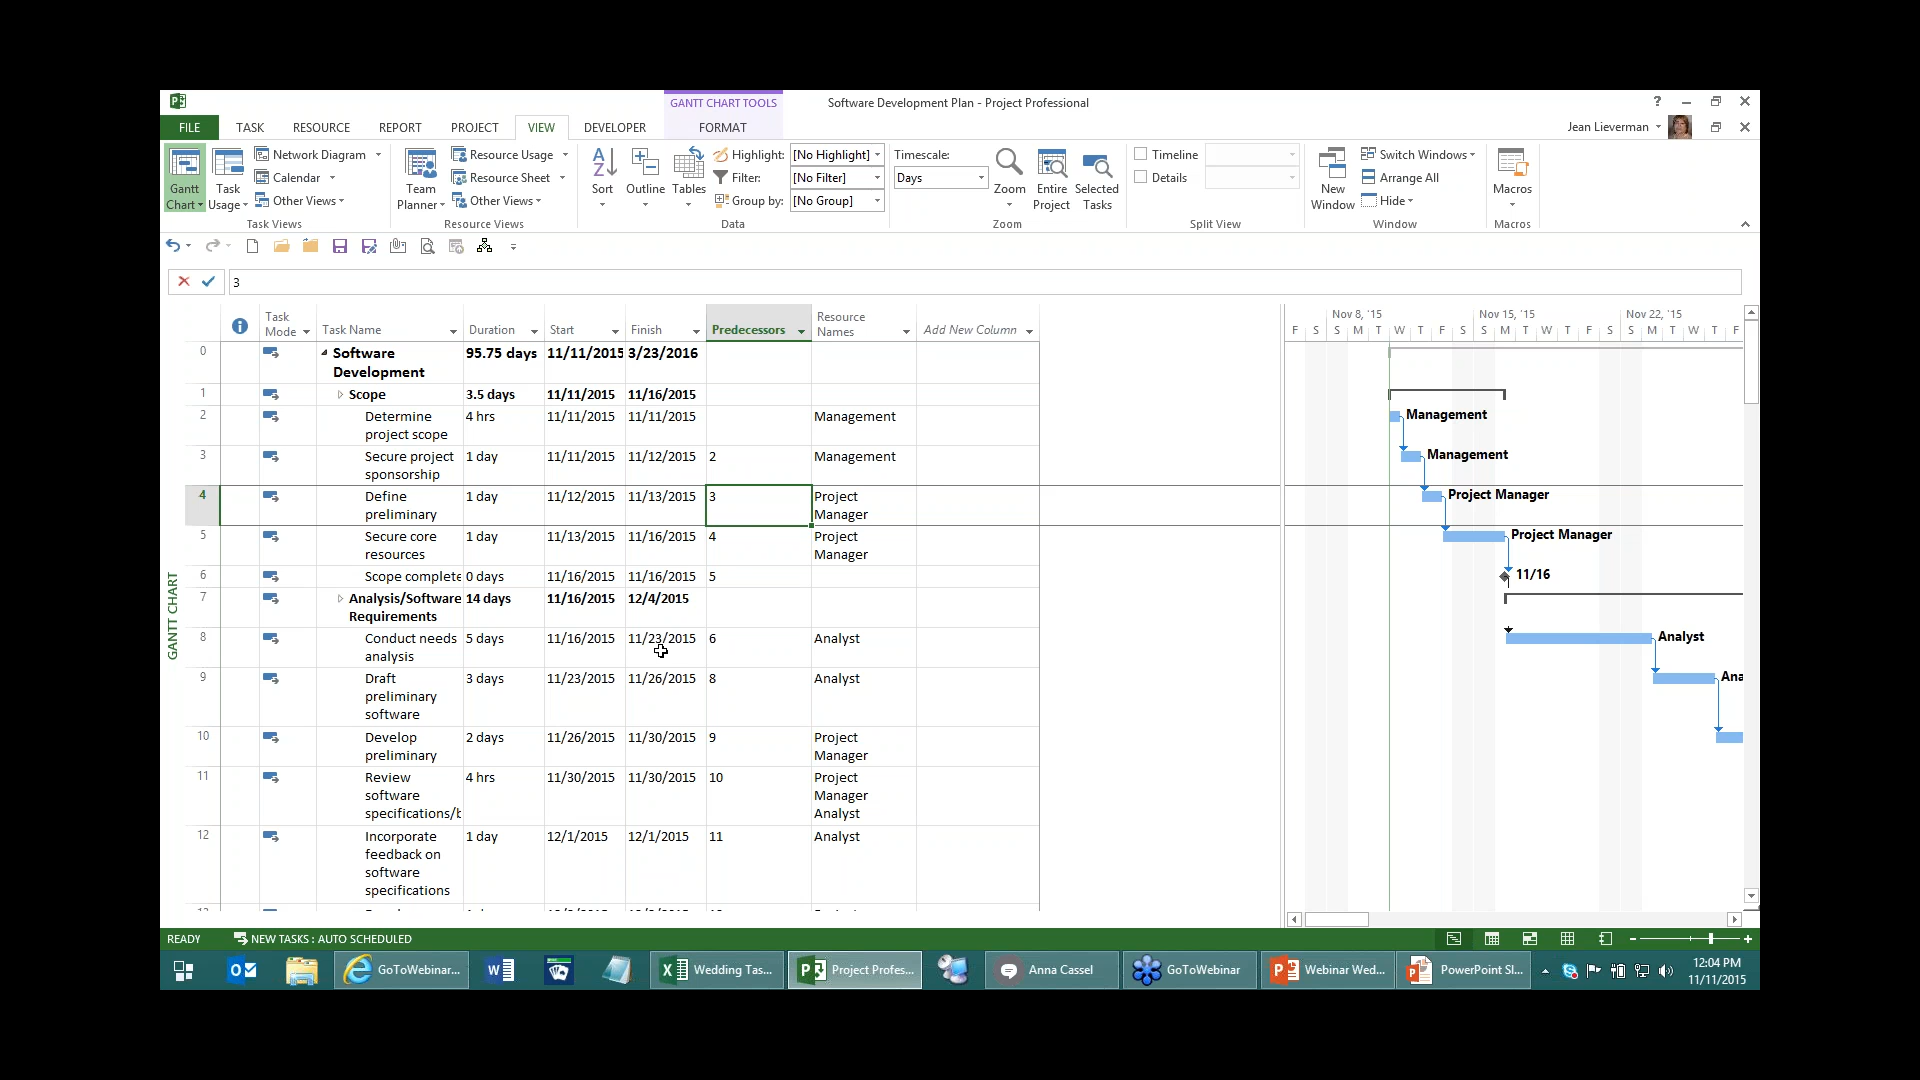 GANTT CHART TOOLS
Software Development Plan - Project Professional
?
FILE TASK RESOURCE REPORT PROJECT VIEW DEVELOPER FORMAT
Jean Lieverman
Gantt Chart
Task Usage
Network Diagram
Calendar
Other Views
Task Views
Team Planner
Resource Usage
Resource Sheet
Other Views
Resource Views
Sort
Outline
Tables
Highlight: [No Highlight]
Filter: [No Filter]
Group by: [No Group]
Data
Timescale:
Days
Zoom
Entire Project
Selected Tasks
Zoom
Timeline
Details
Split View
New Window
Switch Windows
Arrange All
Hide
Window
Macros
Macros
3
Task Mode Task Name Duration Start Finish Predecessors Resource Names Add New Column
0 Software Development 95.75 days 11/11/2015 3/23/2016
1 Scope 3.5 days 11/11/2015 11/16/2015
2 Determine project scope 4 hrs 11/11/2015 11/11/2015 Management
3 Secure project sponsorship 1 day 11/11/2015 11/12/2015 2 Management
4 Define preliminary 1 day 11/12/2015 11/13/2015 3 Project Manager
5 Secure core resources 1 day 11/13/2015 11/16/2015 4 Project Manager
6 Scope complete 0 days 11/16/2015 11/16/2015 5
7 Analysis/Software Requirements 14 days 11/16/2015 12/4/2015
8 Conduct needs analysis 5 days 11/16/2015 11/23/2015 6 Analyst
9 Draft preliminary software 3 days 11/23/2015 11/26/2015 8 Analyst
10 Develop preliminary 2 days 11/26/2015 11/30/2015 9 Project Manager
11 Review software specifications/b 4 hrs 11/30/2015 11/30/2015 10 Project Manager Analyst
12 Incorporate feedback on software specifications 1 day 12/1/2015 12/1/2015 11 Analyst
GANTT CHART
Nov 8, '15 Nov 15, '15 Nov 22, '15
F S S M T W T F S S M T W T F S S M T W T F
Management
Management
Project Manager
Project Manager
11/16
Analyst
Ana
READY NEW TASKS : AUTO SCHEDULED
GoToWebinar...
Wedding Tas...
Project Profes...
Anna Cassel
GoToWebinar
Webinar Wed...
PowerPoint Sl...
12:04 PM
11/11/2015